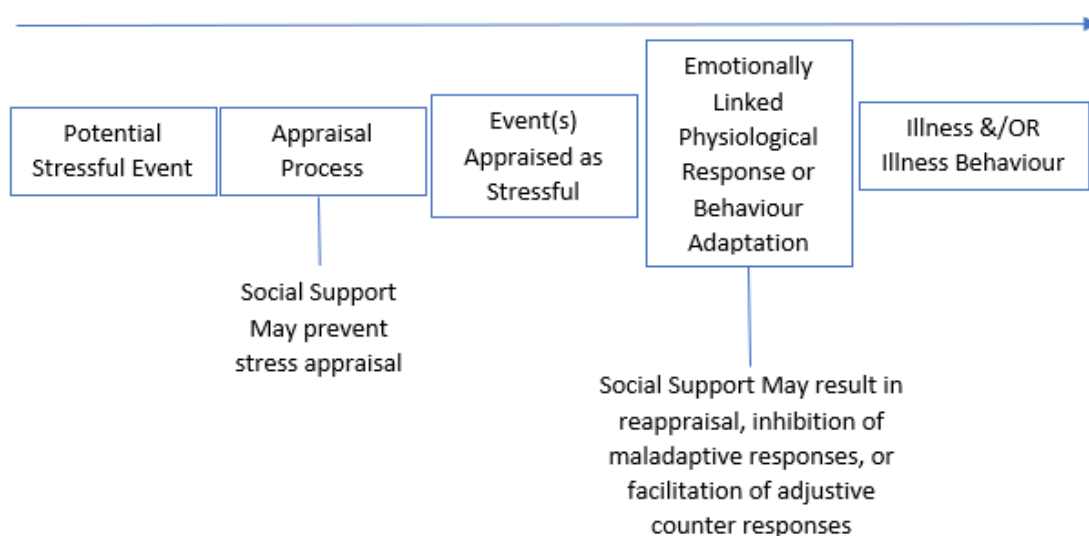 Potential
Stressful Event
Appraisal
Process
Event(s)
Appraised as
Stressful
Emotionally
Linked
Physiological
Response or
Behaviour
Adaptation
Illness &/OR
Illness Behaviour
Social Support
May prevent
stress appraisal
Social Support May result in
reappraisal, inhibition of
maladaptive responses, or
facilitation of adjustive
counter responses